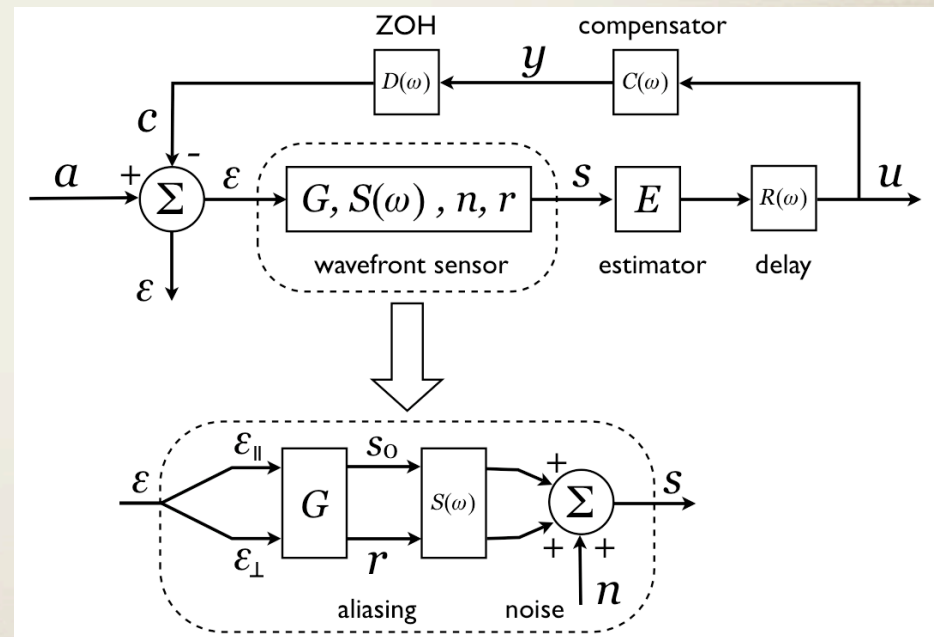 ZOH compensator
D(ω) y C(ω)
c
-
a + Σ ε G, S(ω) , n, r s E R(ω) u
wavefront sensor estimator delay
ε
ε∥ s₀
ε G S(ω) + Σ s
ε⊥ r + +
aliasing noise n